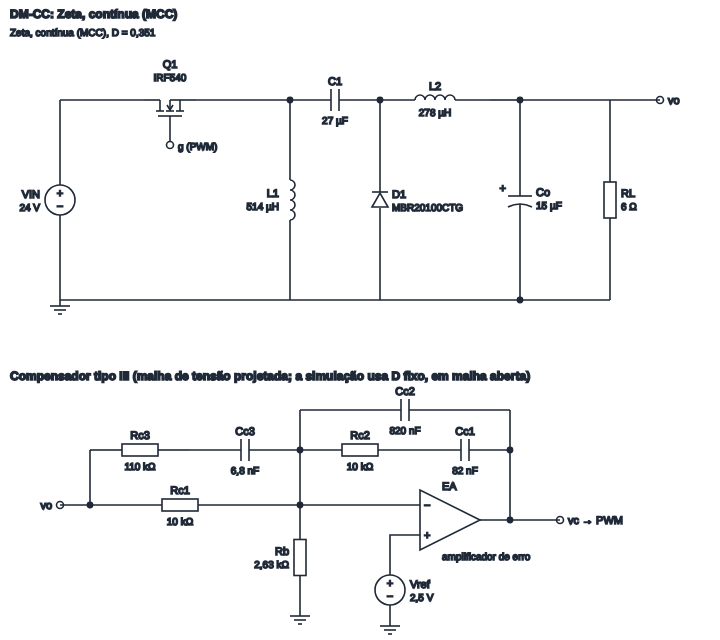 DM-CC: Zeta, contínua (MCC)
Zeta, contínua (MCC), D = 0,351
Q1
IRF540
g (PWM)
C1
27 µF
L2
278 µH
vo
VIN
24 V
+
−
L1
514 µH
D1
MBR20100CTG
+
Co
15 µF
RL
6 Ω
Compensador tipo III (malha de tensão projetada; a simulação usa D fixo, em malha aberta)
Cc2
820 nF
Rc3
110 kΩ
Cc3
6,8 nF
Rc2
10 kΩ
Cc1
82 nF
vo
Rc1
10 kΩ
EA
−
+
vc → PWM
amplificador de erro
Rb
2,63 kΩ
+
−
Vref
2,5 V